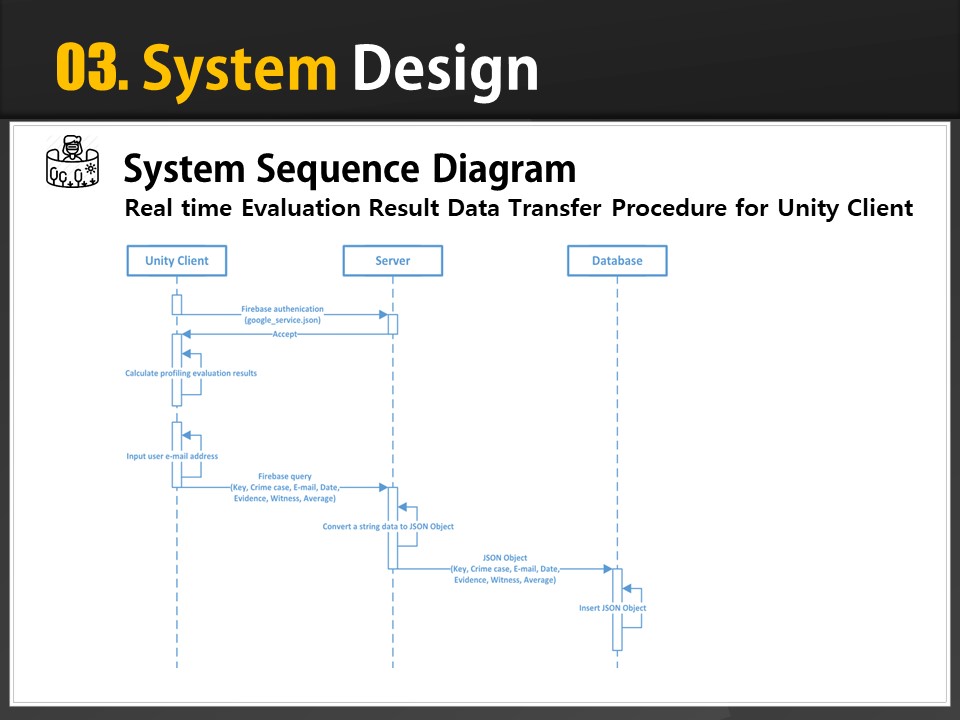 03. System Design
System Sequence Diagram
Real time Evaluation Result Data Transfer Procedure for Unity Client
Unity Client
Server
Database
Firebase authenication
(google_service.json)
Accept
Calculate profiling evaluation results
Input user e-mail address
Firebase query
(Key, Crime case, E-mail, Date,
Evidence, Witness, Average)
Convert a string data to JSON Object
JSON Object
(Key, Crime case, E-mail, Date,
Evidence, Witness, Average)
Insert JSON Object